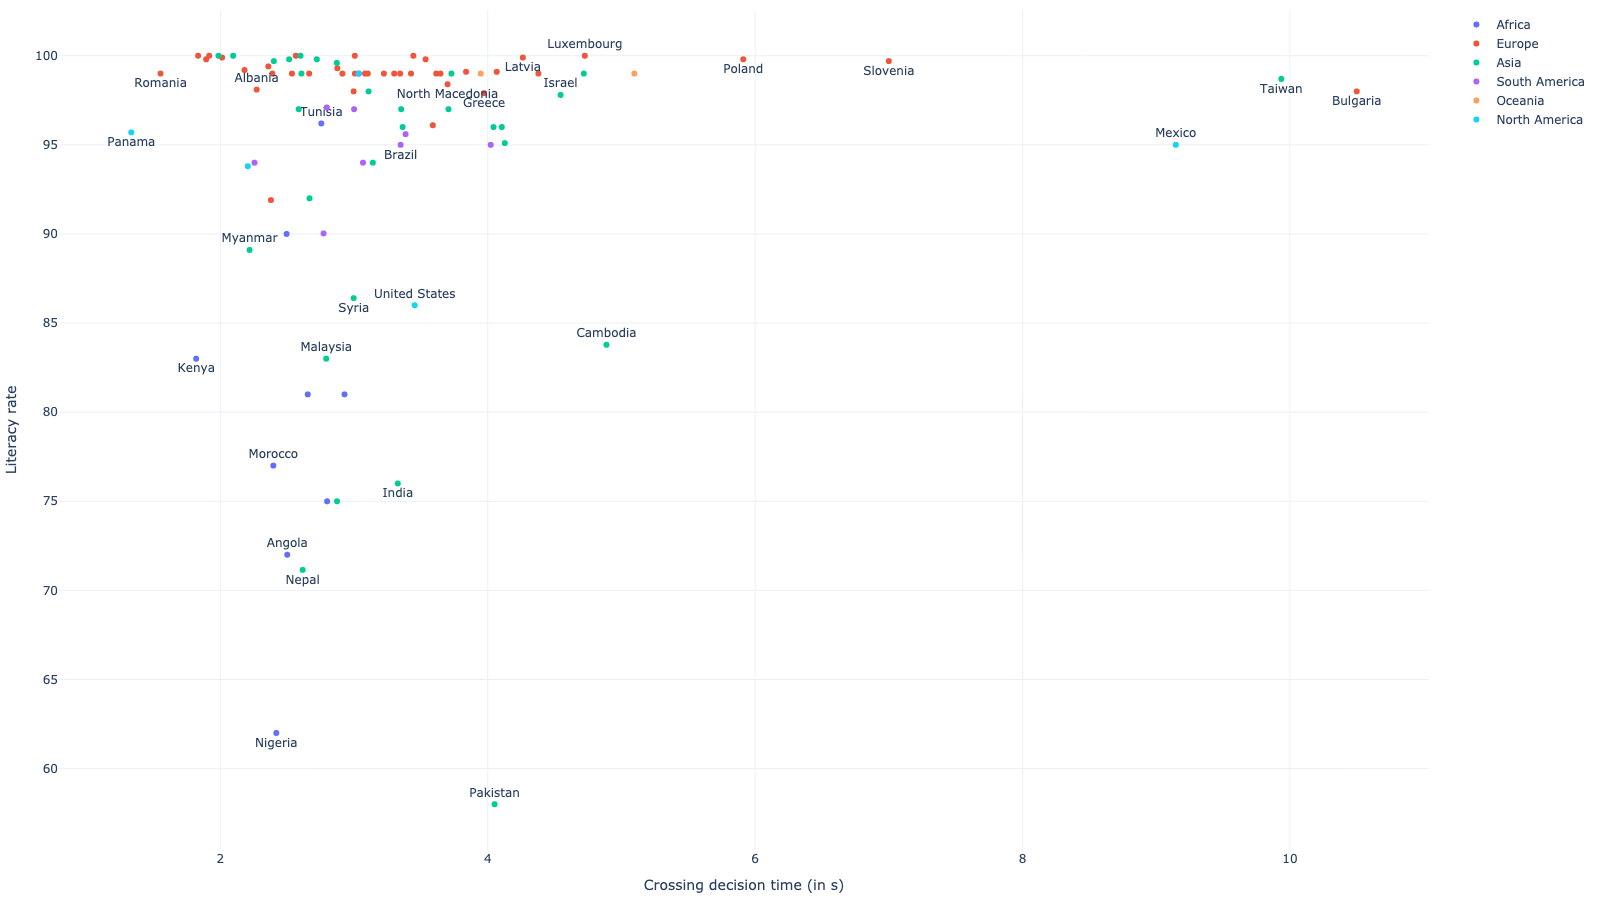 Luxembourg
Latvia
Poland
Slovenia
Romania
Albania
Israel
Taiwan
North Macedonia
Greece
Bulgaria
Tunisia
Panama
Brazil
Mexico
Myanmar
Syria
United States
Cambodia
Malaysia
Kenya
Morocco
India
Angola
Nepal
Nigeria
Pakistan
100
95
90
85
80
75
70
65
60
Literacy rate
2
4
6
8
10
Crossing decision time (in s)
Africa
Europe
Asia
South America
Oceania
North America